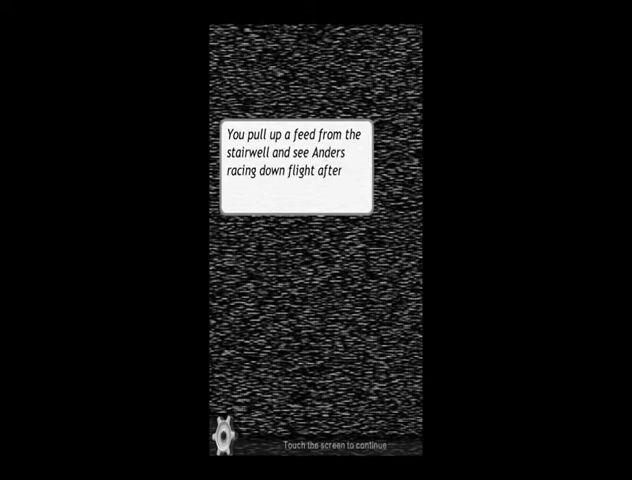 You pull up a feed from the
stairwell and see Anders
racing down flight after
Touch the screen to continue